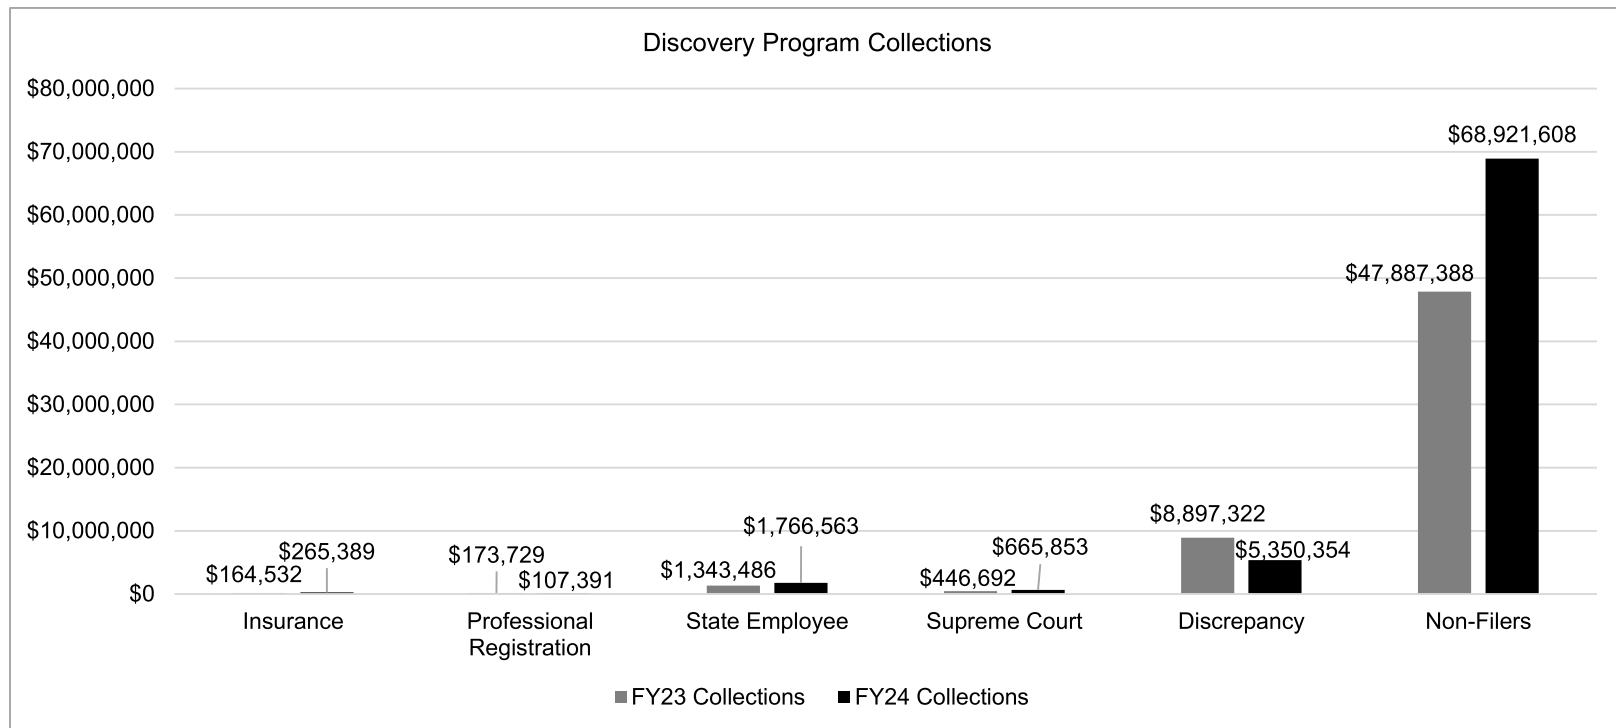 Discovery Program Collections
$80,000,000
$70,000,000
$60,000,000
$50,000,000
$40,000,000
$30,000,000
$20,000,000
$10,000,000
$0
$164,532
$265,389
$173,729
$107,391
$1,343,486
$1,766,563
$446,692
$665,853
$8,897,322
$5,350,354
$47,887,388
$68,921,608
Insurance
Professional
Registration
State Employee
Supreme Court
Discrepancy
Non-Filers
FY23 Collections
FY24 Collections